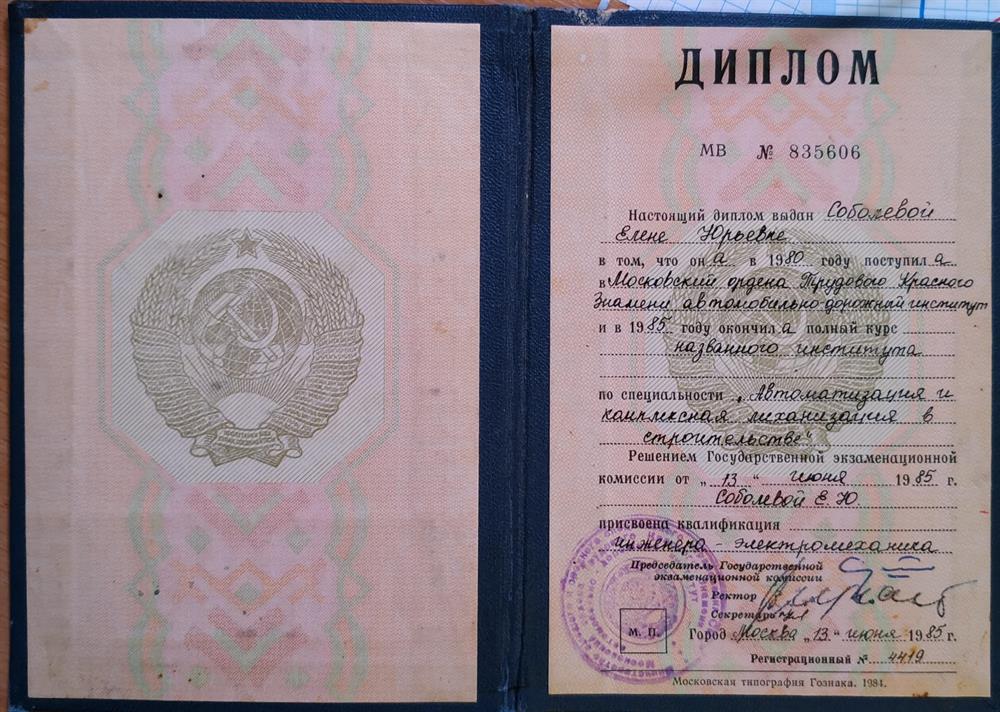 ДИПЛОМ
МВ № 835606
Настоящий диплом выдан Соболевой
Елене Юрьевне
в том, что он а в 1980 году поступил а
в Московский ордена Трудового Красного
Знамени автомобильно-дорожный институт
и в 1985 году окончил а полный курс
названного института
по специальности „Автоматизация и
комплексная механизация в
строительстве"
Решением Государственной экзаменационной
комиссии от „ 13 " июня 1985 г.
Соболевой Е Ю
присвоена квалификация
инженера - электромеханика
Председатель Государственной
экзаменационной комиссии
Ректор
Секретарь
М. П. Город Москва „ 13 " июня 1985 г.
Регистрационный № 4419
Московская типография Гознака. 1984.